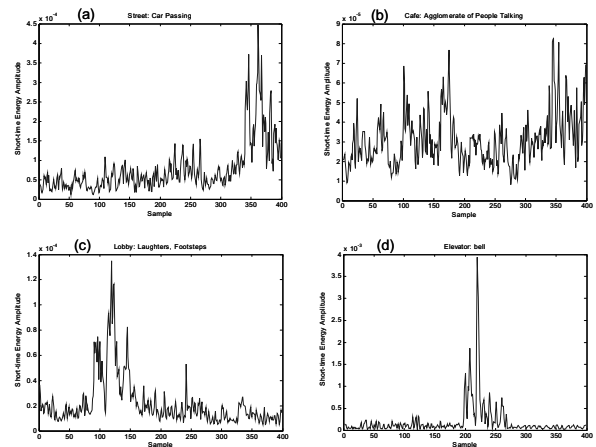 (a) Street: Car Passing
x 10⁻⁴
4.5
4
3.5
3
2.5
2
1.5
1
0.5
0
Short-time Energy Amplitude
0 50 100 150 200 250 300 350 400
Sample
(b) Cafe: Agglomerate of People Talking
x 10⁻⁵
9
8
7
6
5
4
3
2
1
0
Short-time Energy Amplitude
0 50 100 150 200 250 300 350 400
Sample
(c) Lobby: Laughters, Footsteps
x 10⁻⁴
1.4
1.2
1
0.8
0.6
0.4
0.2
0
Short-time Energy Amplitude
0 50 100 150 200 250 300 350 400
Sample
(d) Elevator: bell
x 10⁻³
4
3.5
3
2.5
2
1.5
1
0.5
0
Short-time Energy Amplitude
0 50 100 150 200 250 300 350 400
Sample